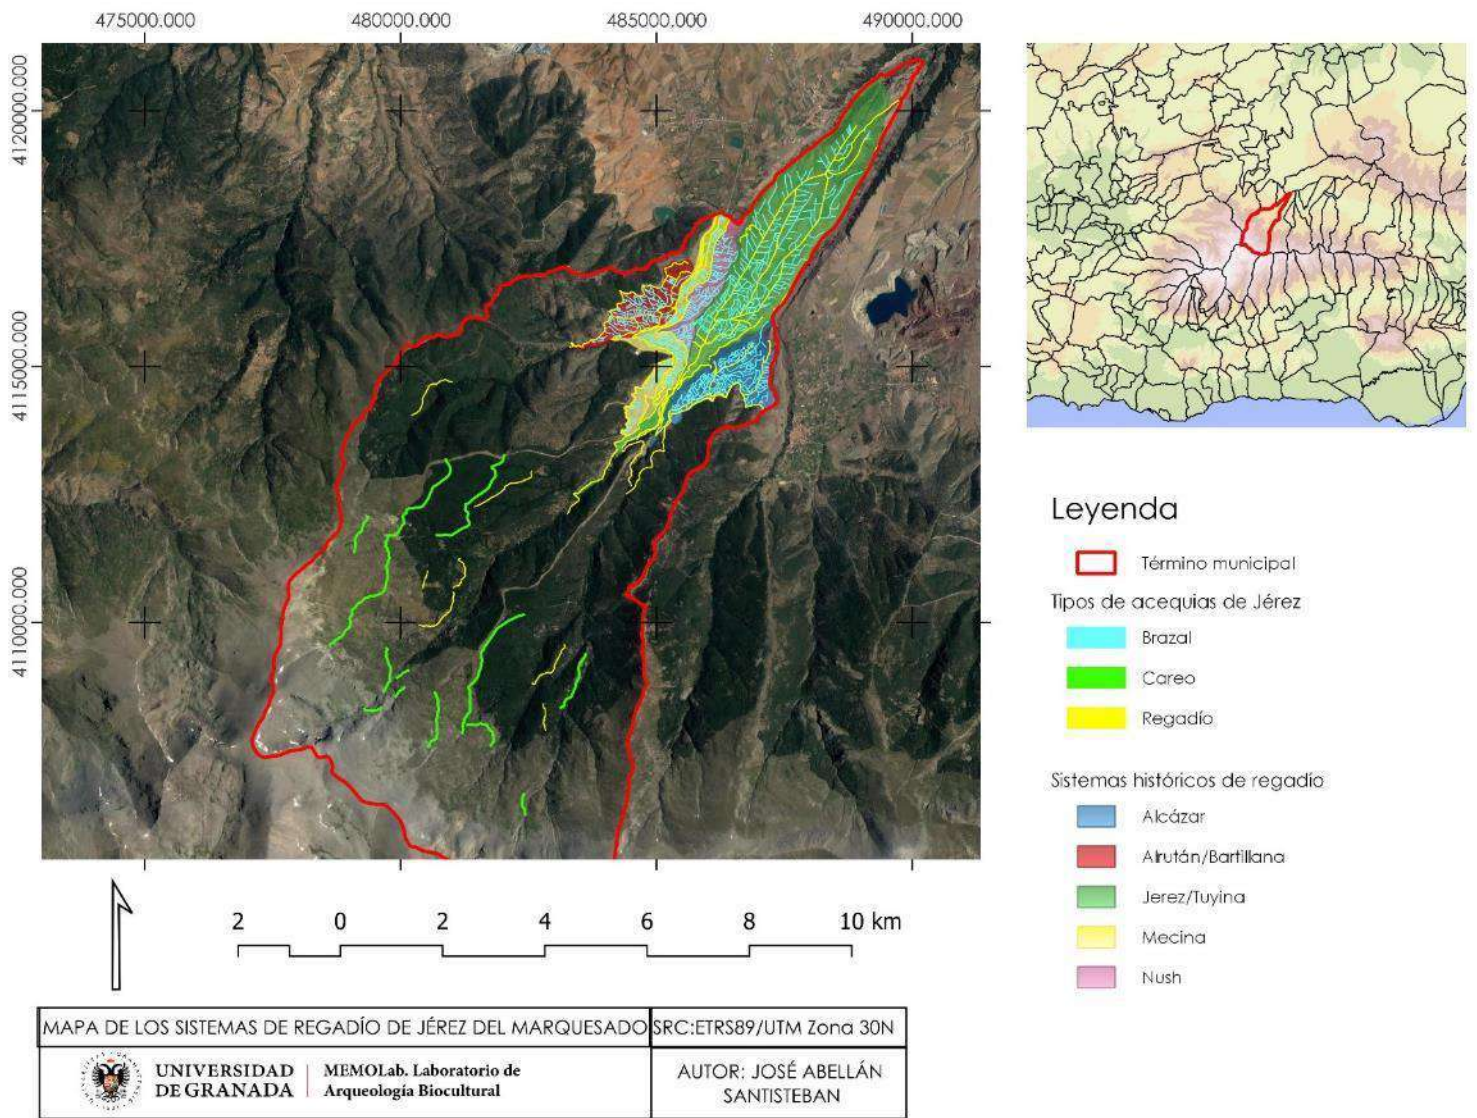 475000.000 480000.000 485000.000 490000.000
4120000.000
4115000.000
4110000.000
2 0 2 4 6 8 10 km
Leyenda
Término municipal
Tipos de acequias de Jérez
Brazal
Careo
Regadío
Sistemas históricos de regadío
Alcázar
Alrután/Bartillana
Jerez/Tuyina
Mecina
Nush
MAPA DE LOS SISTEMAS DE REGADÍO DE JÉREZ DEL MARQUESADO
SRC:ETRS89/UTM Zona 30N
UNIVERSIDAD
DE GRANADA
MEMOLab. Laboratorio de
Arqueología Biocultural
AUTOR: JOSÉ ABELLÁN
SANTISTEBAN